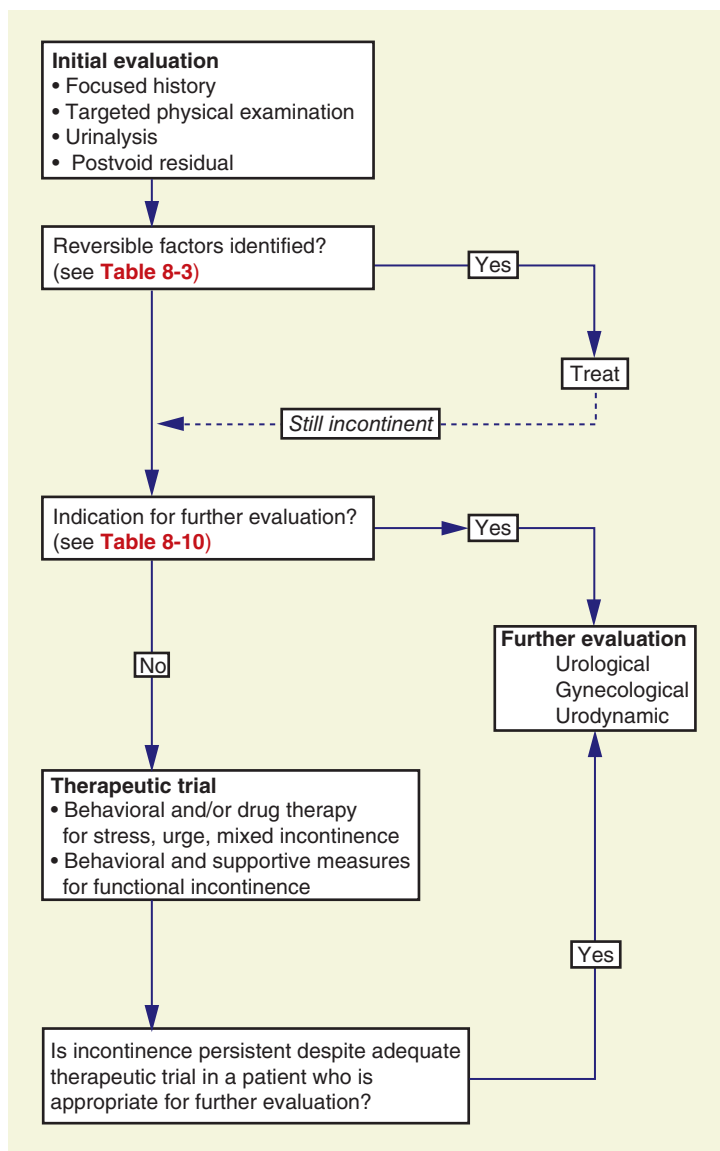 Initial evaluation
• Focused history
• Targeted physical examination
• Urinalysis
• Postvoid residual
Reversible factors identified?
(see Table 8-3)
Yes
Treat
Still incontinent
Indication for further evaluation?
(see Table 8-10)
Yes
Further evaluation
Urological
Gynecological
Urodynamic
No
Therapeutic trial
• Behavioral and/or drug therapy
for stress, urge, mixed incontinence
• Behavioral and supportive measures
for functional incontinence
Yes
Is incontinence persistent despite adequate
therapeutic trial in a patient who is
appropriate for further evaluation?